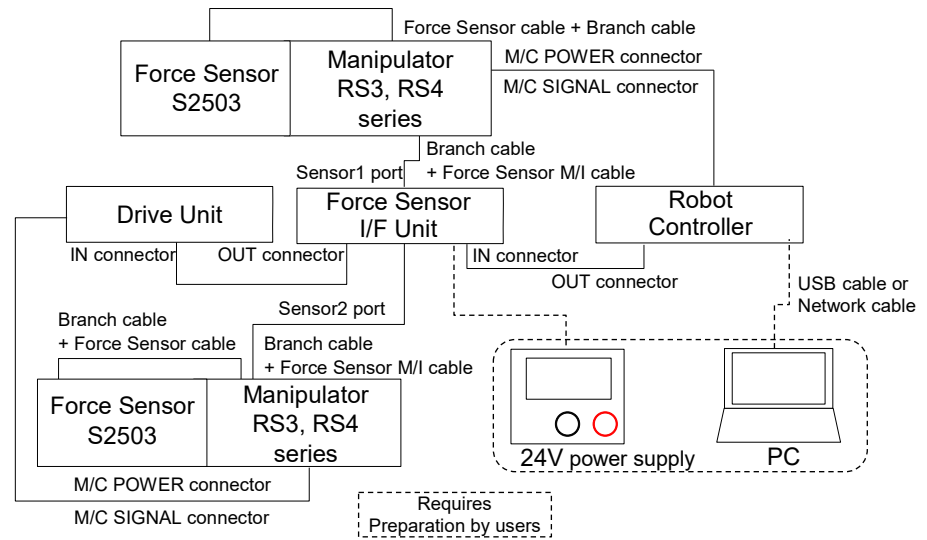 Force Sensor cable + Branch cable
Force Sensor
S2503
Manipulator
RS3, RS4
series
M/C POWER connector
M/C SIGNAL connector
Branch cable
+ Force Sensor M/I cable
Sensor1 port
Drive Unit
Force Sensor
I/F Unit
Robot
Controller
IN connector
OUT connector
IN connector
OUT connector
USB cable or
Network cable
Sensor2 port
Branch cable
+ Force Sensor cable
Branch cable
+ Force Sensor M/I cable
Force Sensor
S2503
Manipulator
RS3, RS4
series
24V power supply
PC
M/C POWER connector
M/C SIGNAL connector
Requires
Preparation by users